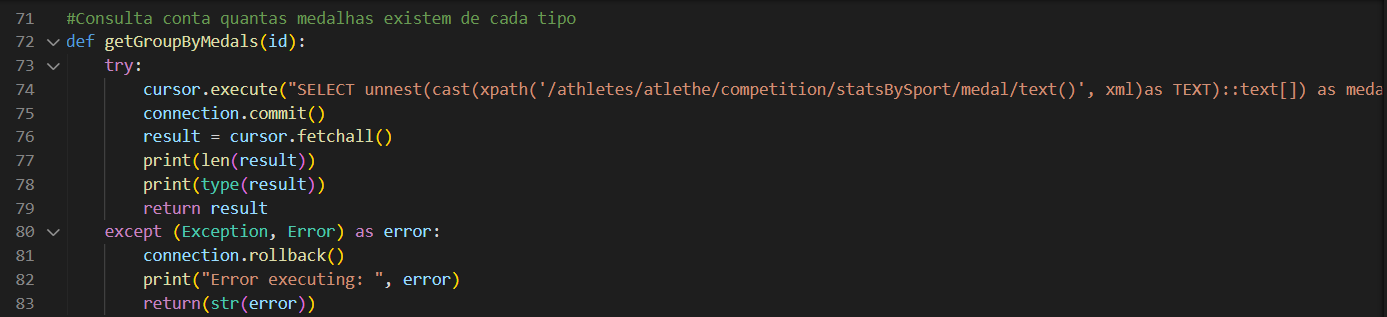 71 #Consulta conta quantas medalhas existem de cada tipo
72 def getGroupByMedals(id):
73 try:
74 cursor.execute("SELECT unnest(cast(xpath('/athletes/atlethe/competition/statsBySport/medal/text()', xml)as TEXT)::text[]) as meda
75 connection.commit()
76 result = cursor.fetchall()
77 print(len(result))
78 print(type(result))
79 return result
80 except (Exception, Error) as error:
81 connection.rollback()
82 print("Error executing: ", error)
83 return(str(error))